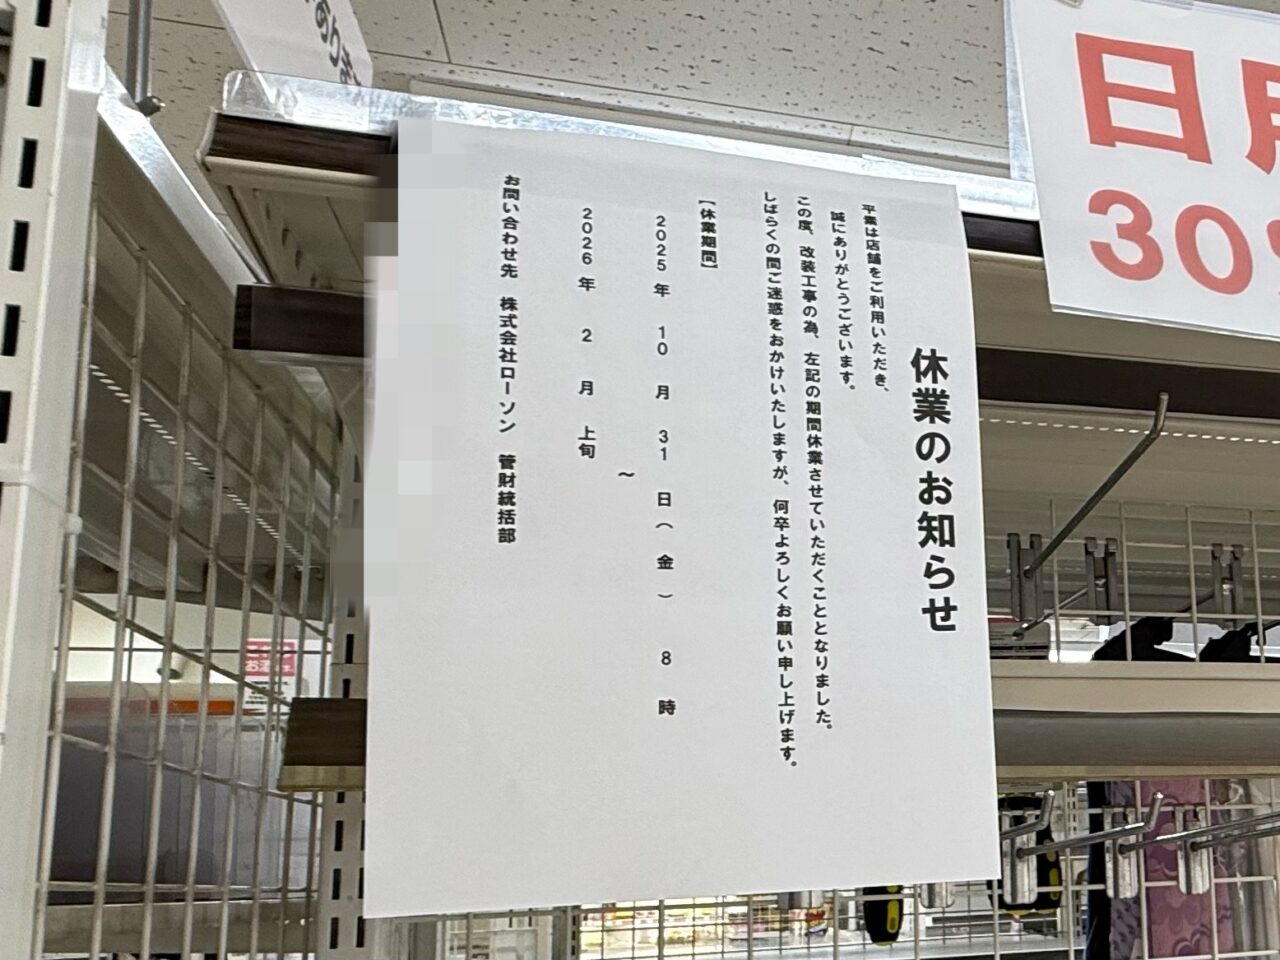 休業のお知らせ
平素は店舗をご利用いただき、
誠にありがとうございます。
この度、改装工事の為、左記の期間休業させていただくこととなりました。
しばらくの間ご迷惑をおかけいたしますが、何卒よろしくお願い申し上げます。
【休業期間】
2025年 10月 31日(金) 8時
~
2026年 2月 上旬
お問い合わせ先 株式会社ローソン 管財統括部
日用
30%
あります
お酒